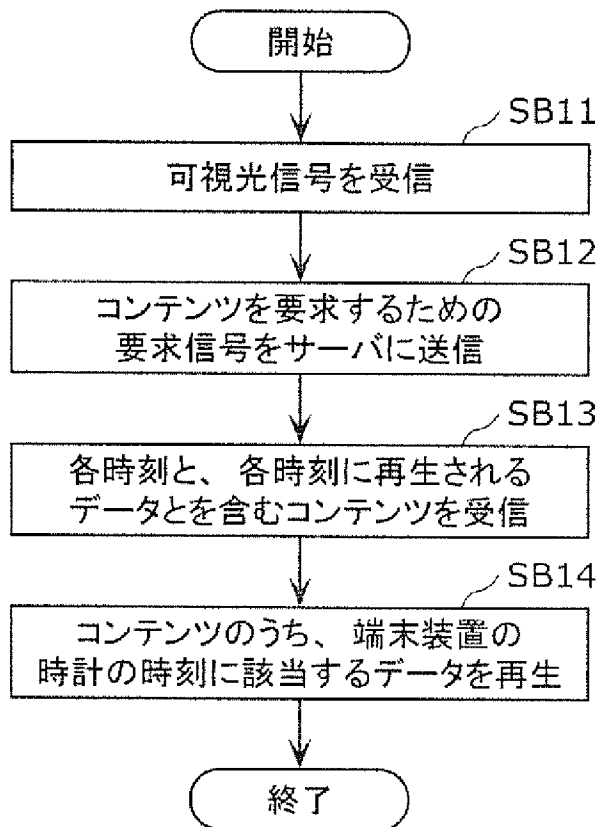 開始
SB11
可視光信号を受信
SB12
コンテンツを要求するための
要求信号をサーバに送信
SB13
各時刻と、各時刻に再生される
データとを含むコンテンツを受信
SB14
コンテンツのうち、端末装置の
時計の時刻に該当するデータを再生
終了